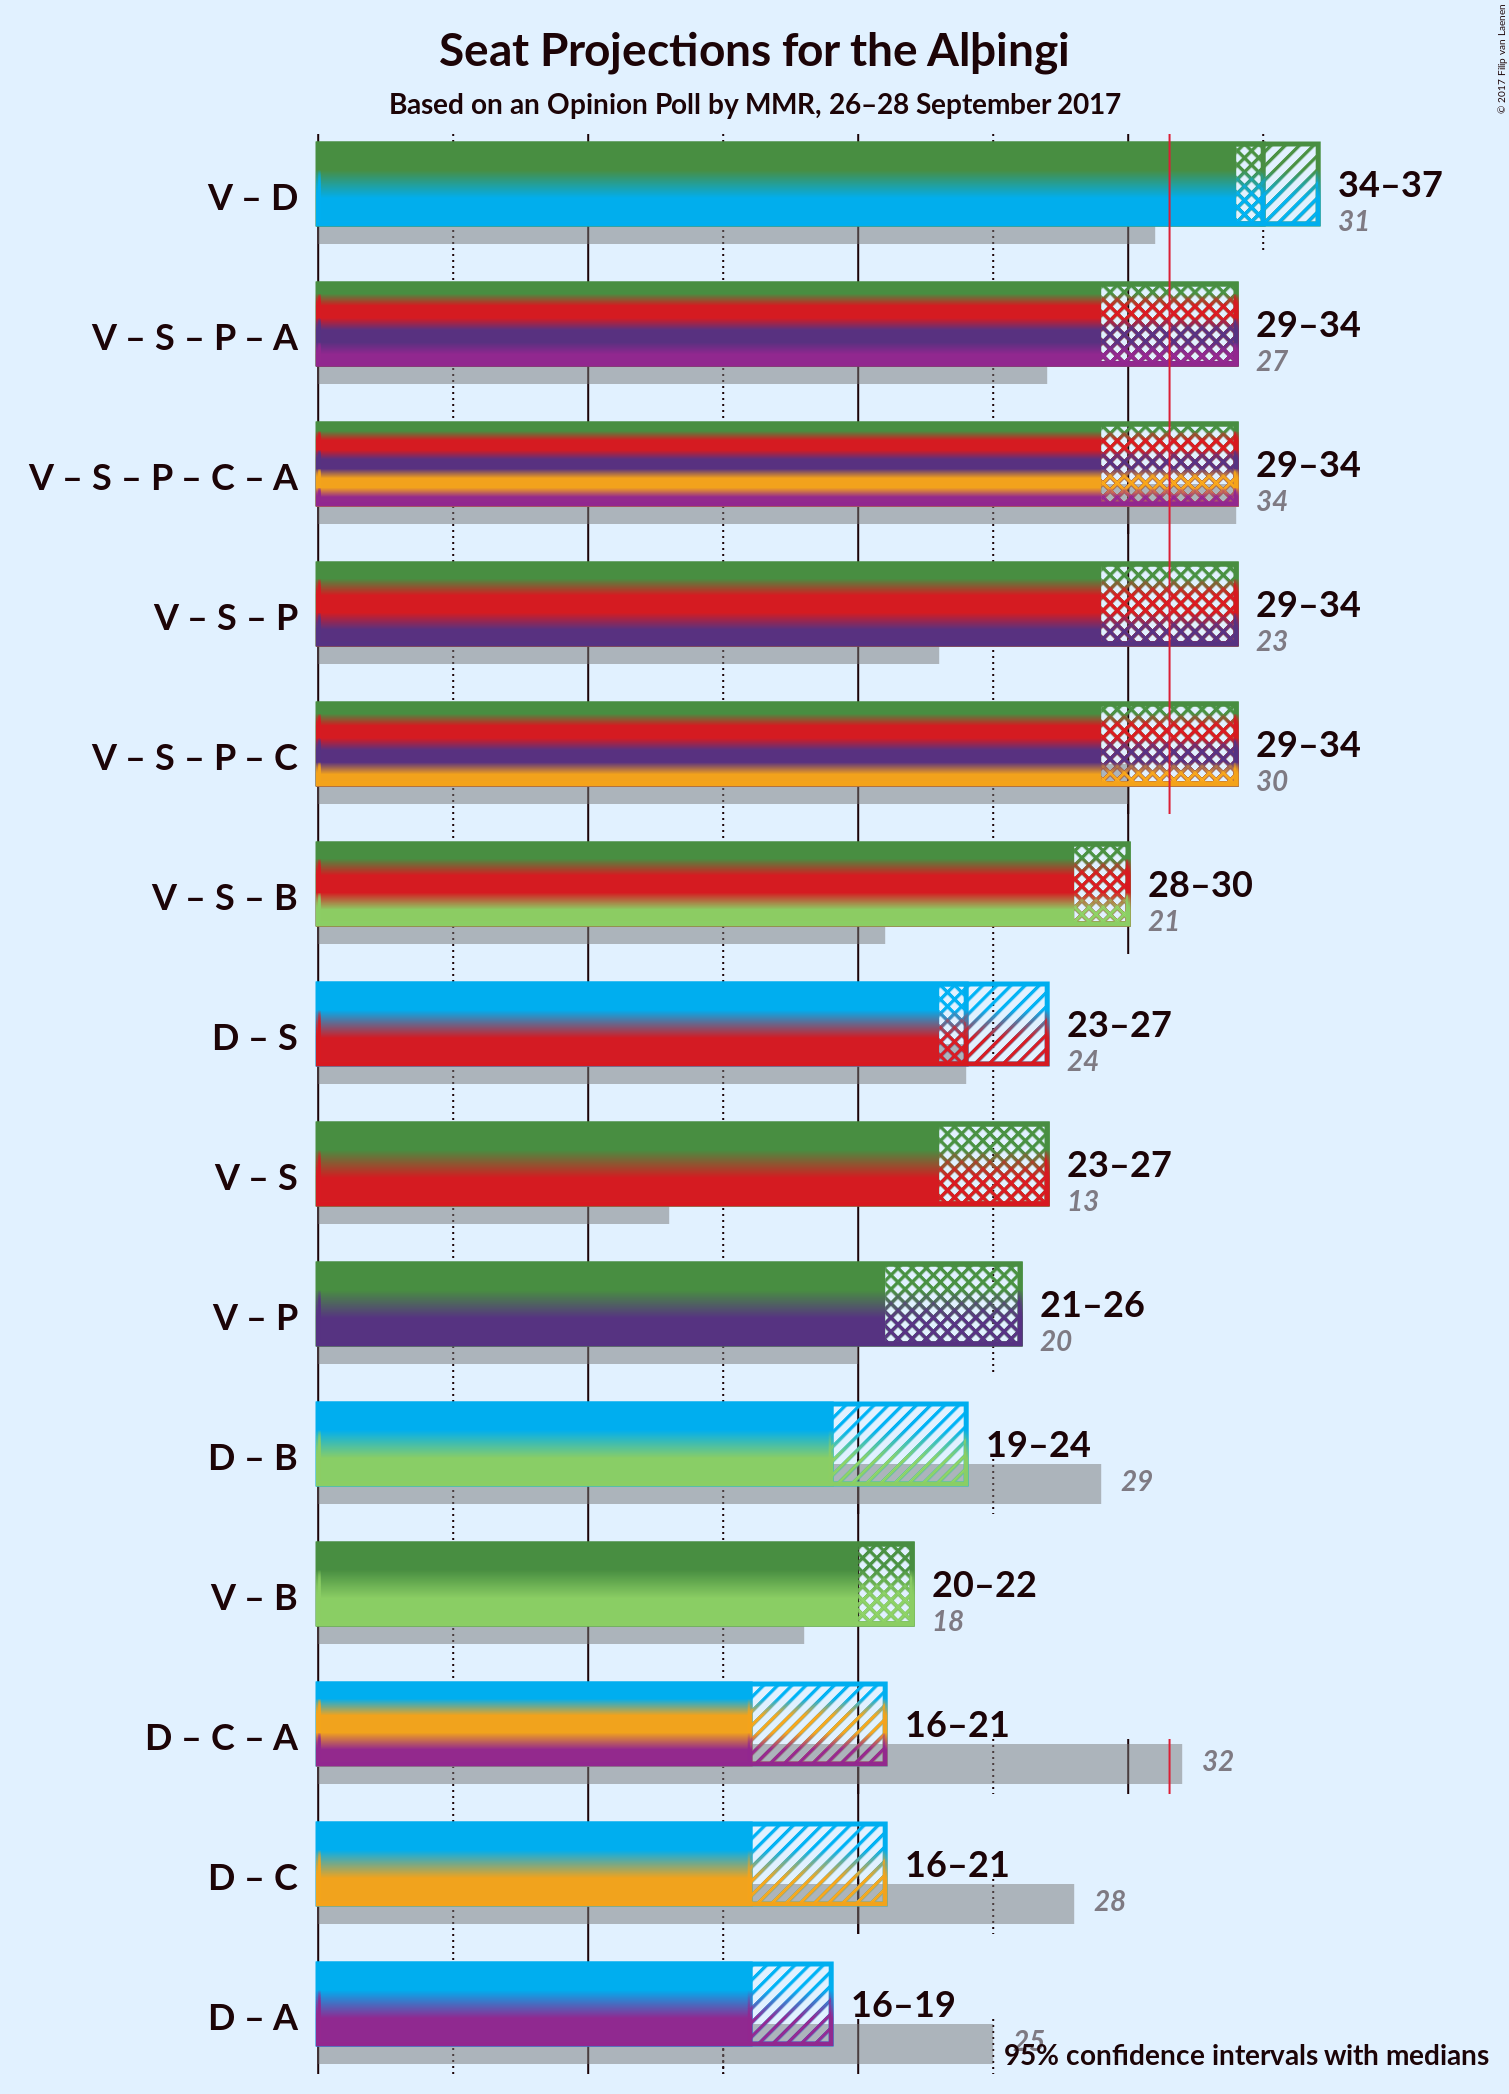 Seat Projections for the Alþingi
Based on an Opinion Poll by MMR, 26–28 September 2017
© 2017 Filip van Laenen
V – D
34–37
31
V – S – P – A
29–34
27
V – S – P – C – A
29–34
34
V – S – P
29–34
23
V – S – P – C
29–34
30
V – S – B
28–30
21
D – S
23–27
24
V – S
23–27
13
V – P
21–26
20
D – B
19–24
29
V – B
20–22
18
D – C – A
16–21
32
D – C
16–21
28
D – A
16–19
25
95% confidence intervals with medians